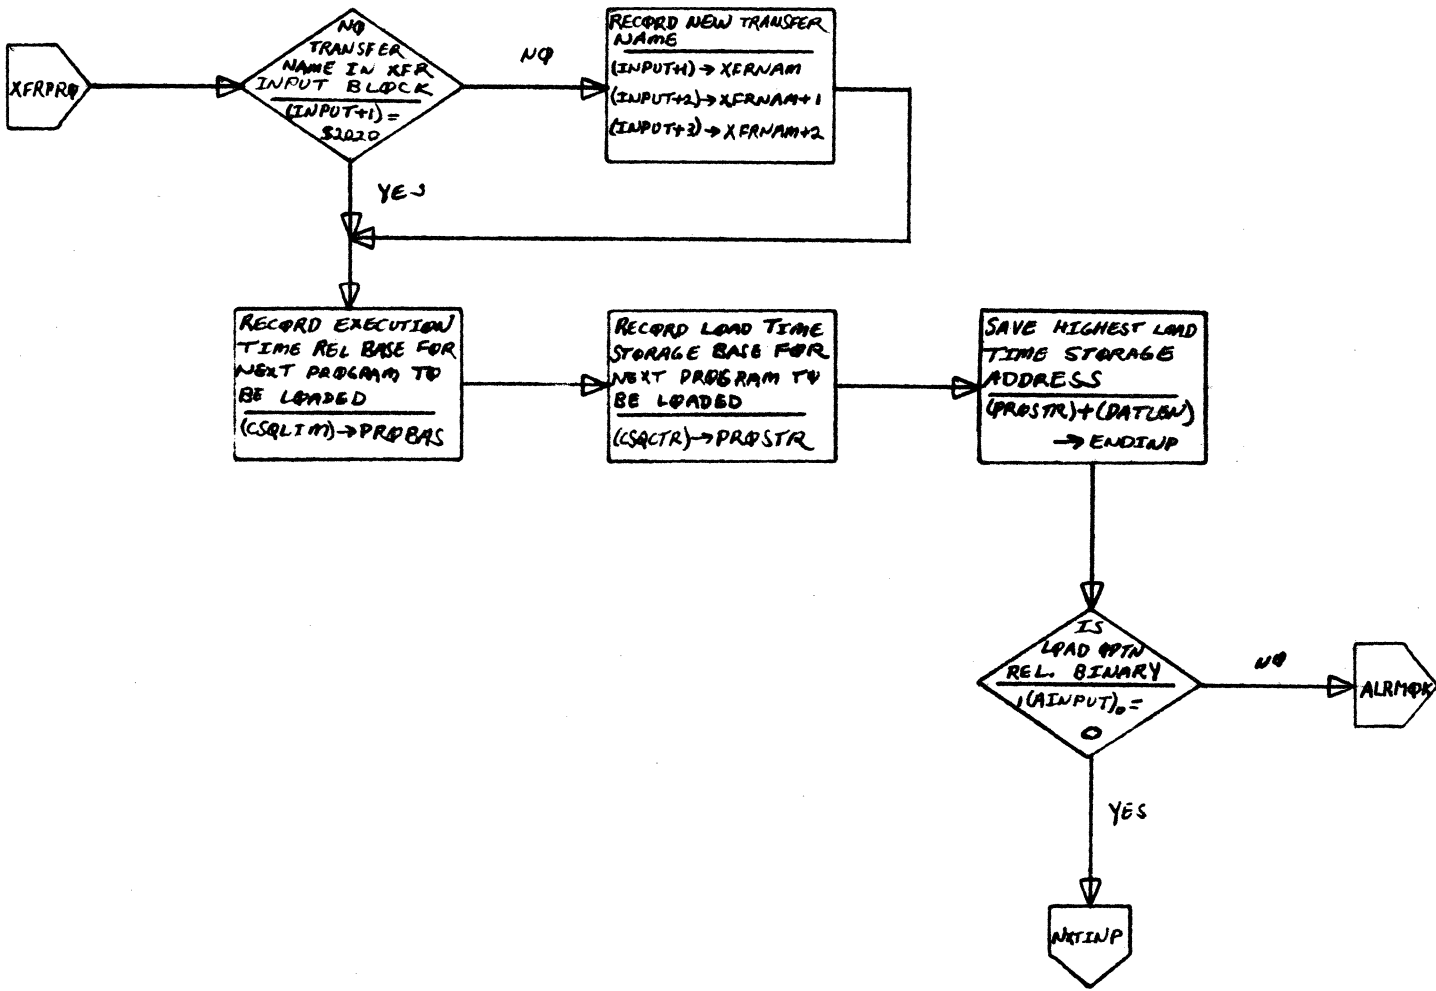 XFRPRO
NO
TRANSFER
NAME IN XFR
INPUT BLOCK
(INPUT+1) =
$2020
NO
RECORD NEW TRANSFER
NAME
(INPUT+1) → XFRNAM
(INPUT+2) → XFRNAM+1
(INPUT+3) → XFRNAM+2
YES
RECORD EXECUTION
TIME REL BASE FOR
NEXT PROGRAM TO
BE LOADED
(CSQLIM) → PROBAS
RECORD LOAD TIME
STORAGE BASE FOR
NEXT PROGRAM TO
BE LOADED
(CSQCTR) → PROSTR
SAVE HIGHEST LOAD
TIME STORAGE
ADDRESS
(PROSTR)+(DATLEN)
→ ENDINP
IS
LOAD OPTN
REL. BINARY
(AINPUT)₀ =
0
NO
ALRMOK
YES
NXTINP